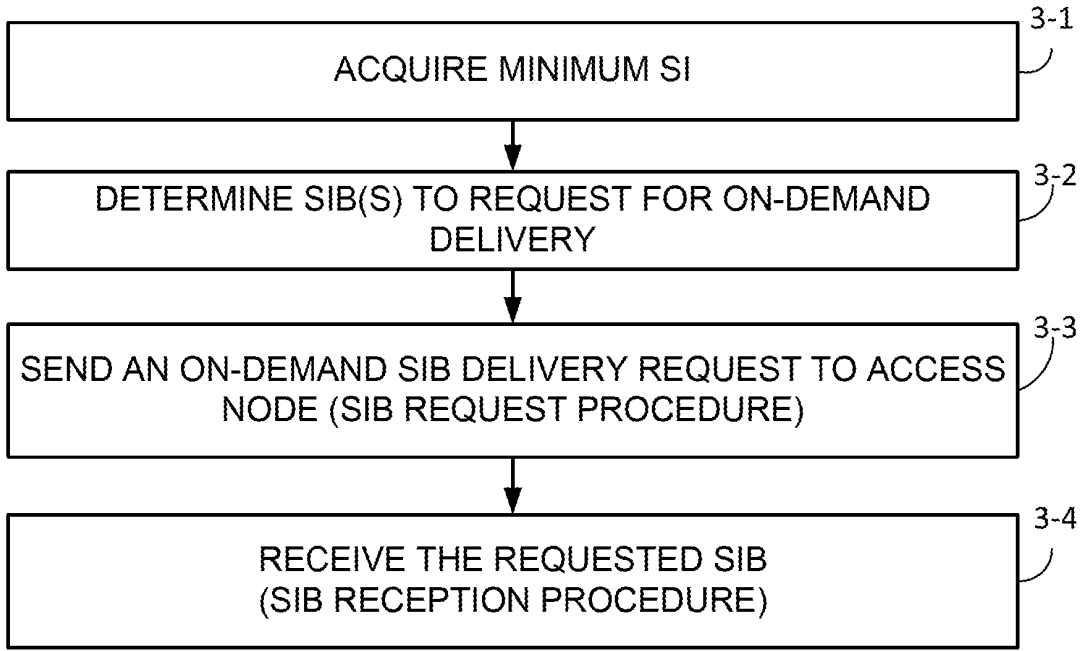 3-1
ACQUIRE MINIMUM SI
3-2
DETERMINE SIB(S) TO REQUEST FOR ON-DEMAND
DELIVERY
3-3
SEND AN ON-DEMAND SIB DELIVERY REQUEST TO ACCESS
NODE (SIB REQUEST PROCEDURE)
3-4
RECEIVE THE REQUESTED SIB
(SIB RECEPTION PROCEDURE)